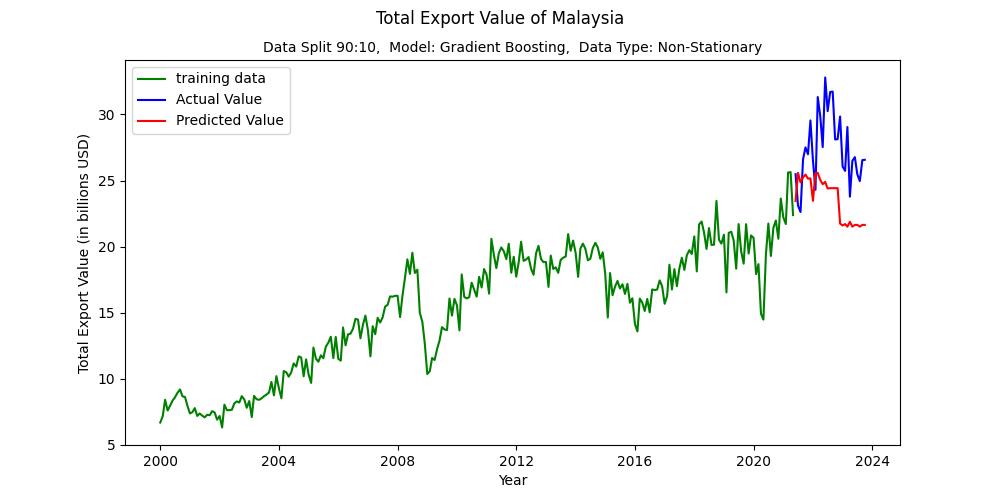 Total Export Value of Malaysia
Data Split 90:10,  Model: Gradient Boosting,  Data Type: Non-Stationary
training data
Actual Value
Predicted Value
Total Export Value (in billions USD)
30
25
20
15
10
5
2000
2004
2008
2012
2016
2020
2024
Year